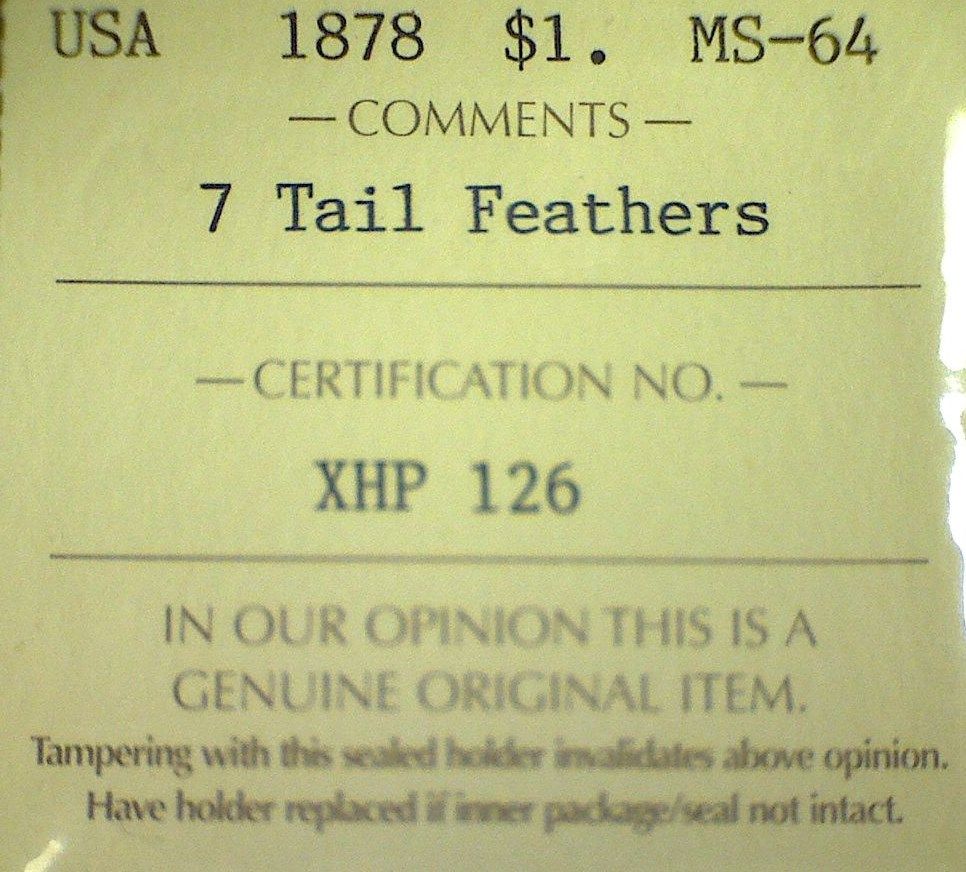 USA 1878 $1. MS-64
— COMMENTS —
7 Tail Feathers
— CERTIFICATION NO. —
XHP 126
IN OUR OPINION THIS IS A
GENUINE ORIGINAL ITEM.
Tampering with this sealed holder invalidates above opinion.
Have holder replaced if inner package/seal not intact.